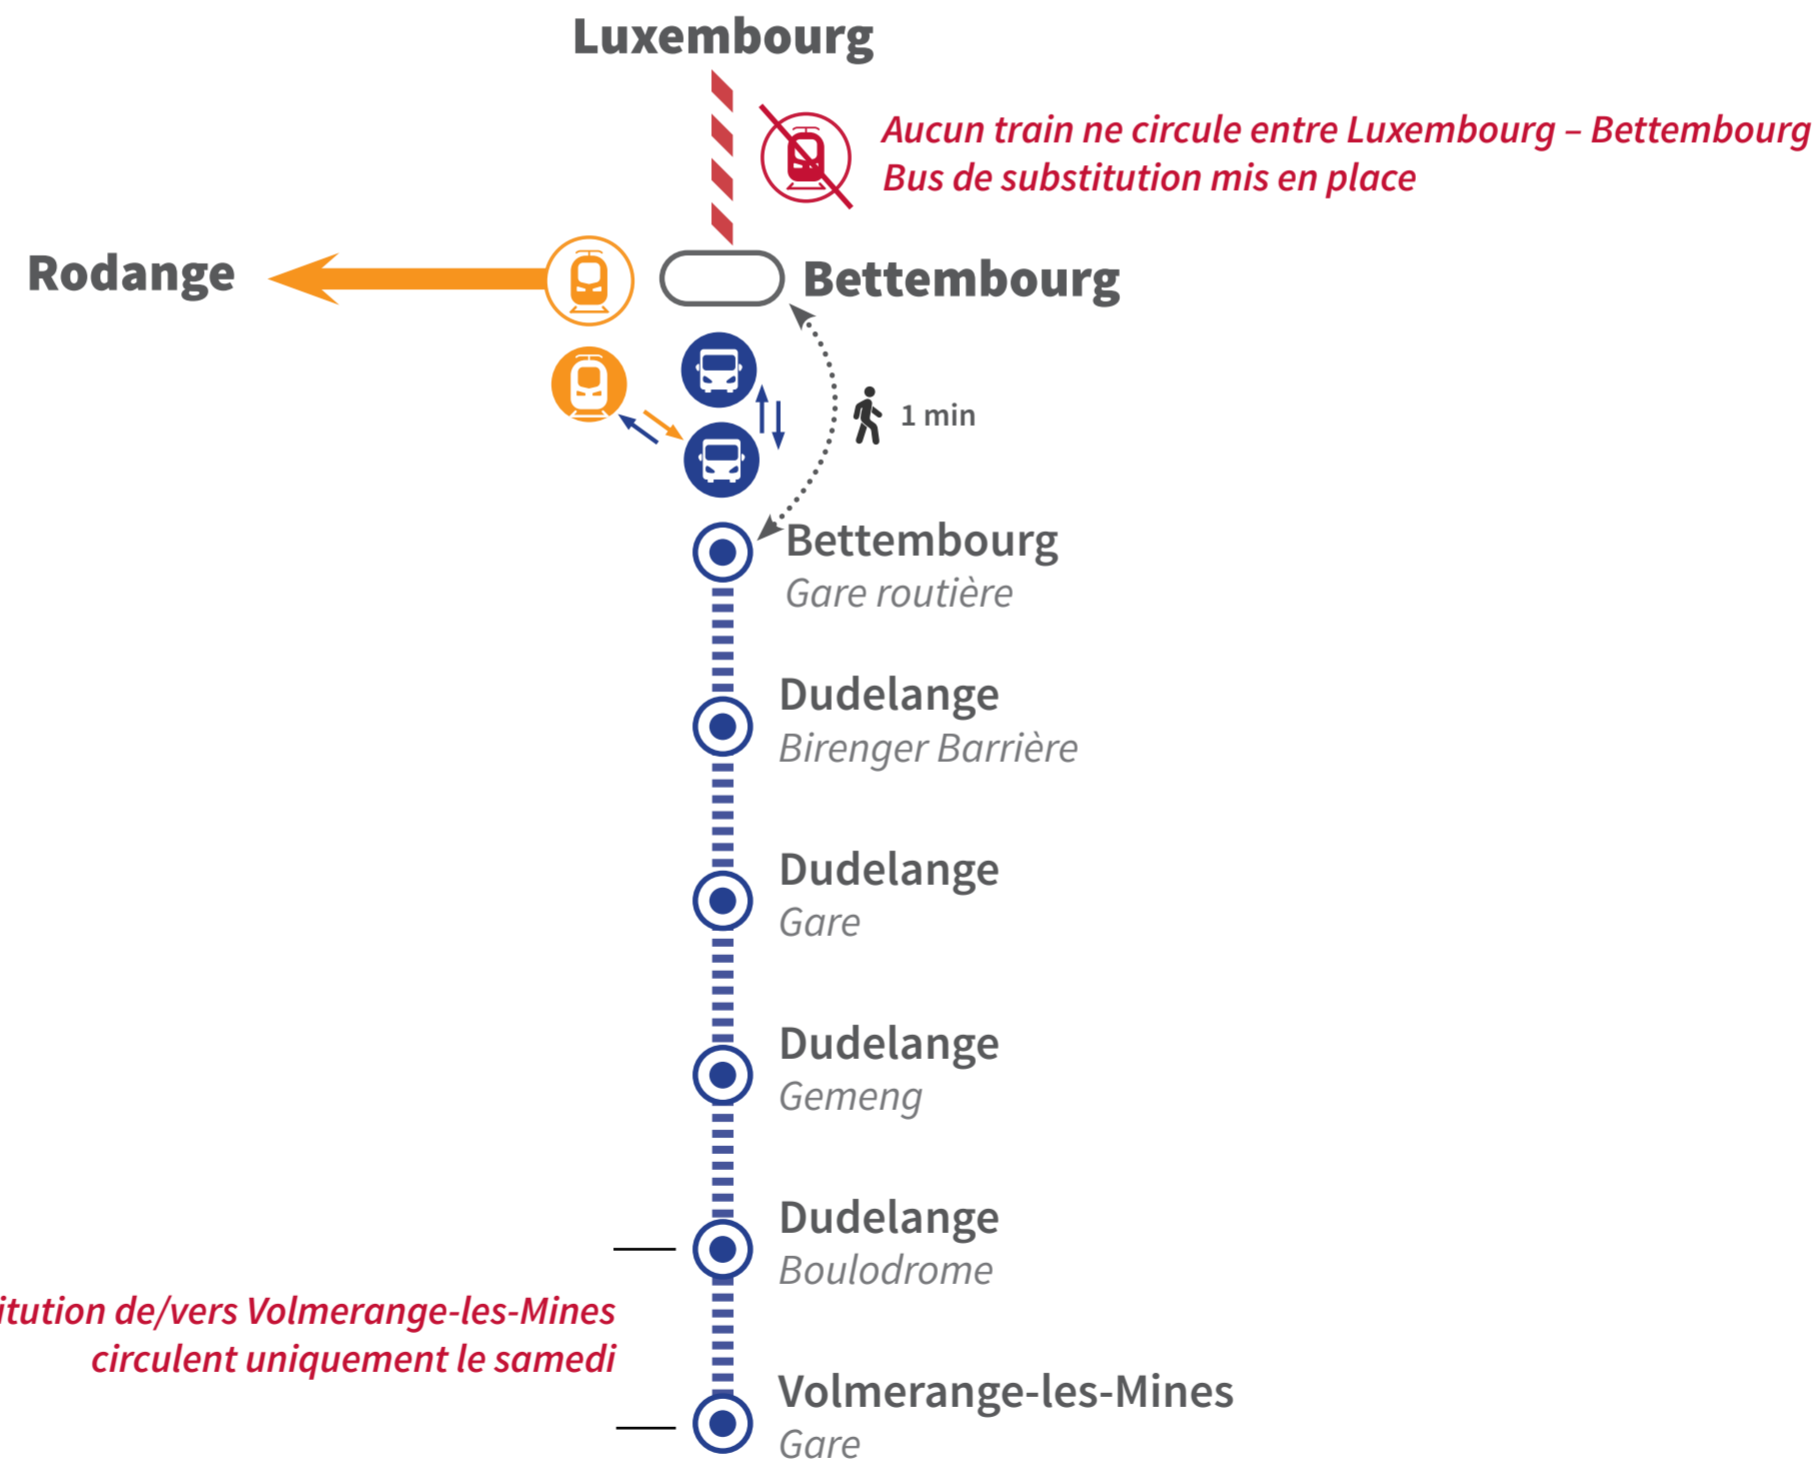 Luxembourg
Aucun train ne circule entre Luxembourg – Bettembourg
Bus de substitution mis en place
Rodange
Bettembourg
1 min
Bettembourg
Gare routière
Dudelange
Birenger Barrière
Dudelange
Gare
Dudelange
Gemeng
Dudelange
Boulodrome
de/vers Volmerange-les-Mines
circulent uniquement le samedi
Volmerange-les-Mines
Gare